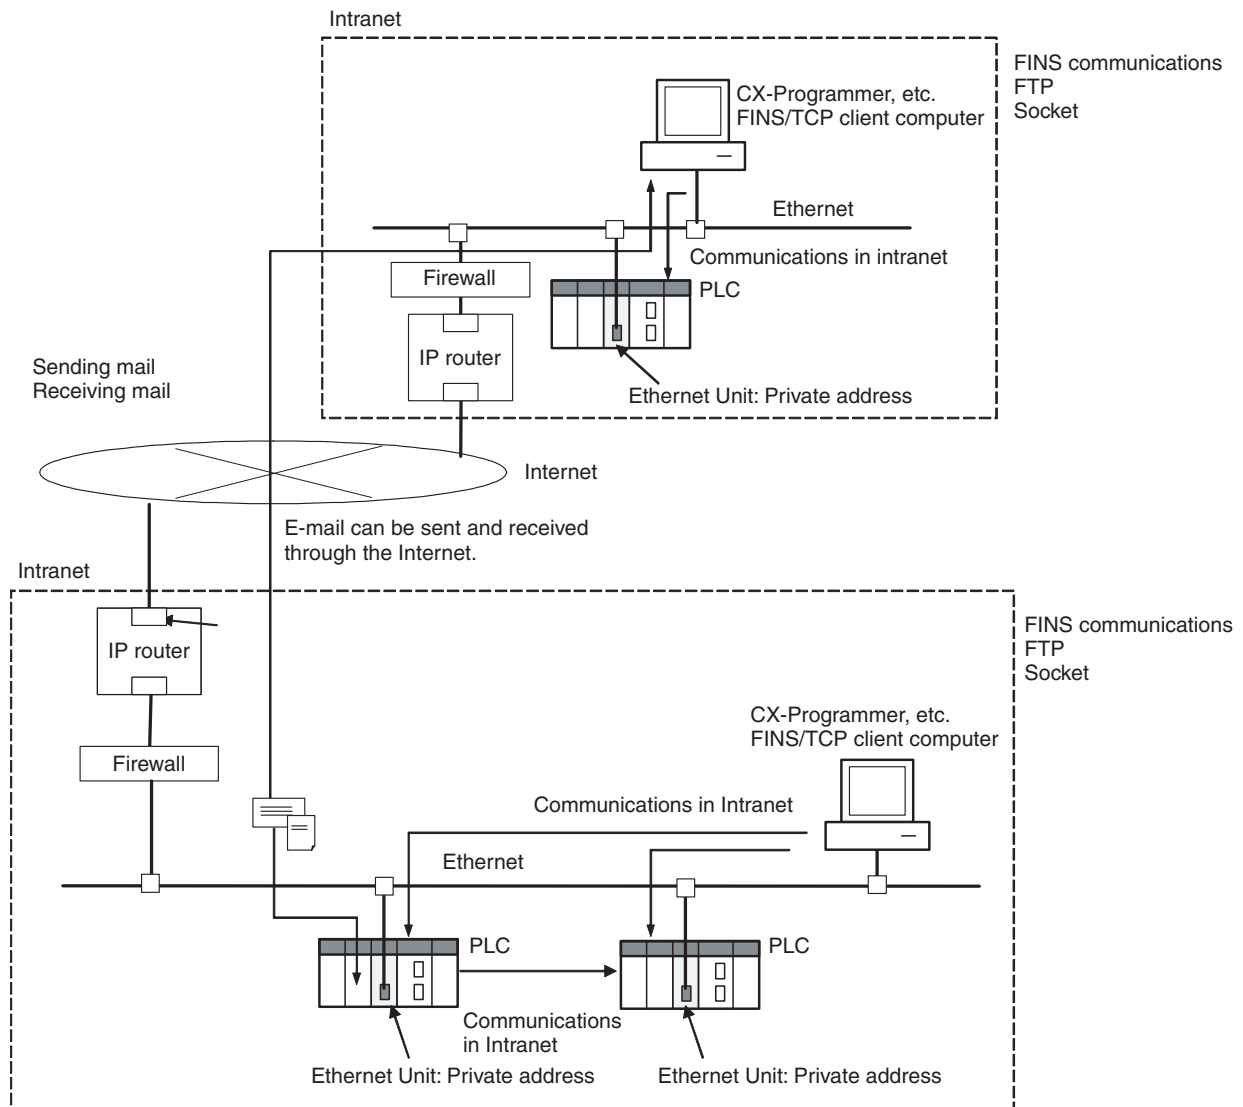 Intranet
FINS communications
FTP
Socket
CX-Programmer, etc.
FINS/TCP client computer
Ethernet
Communications in intranet
Firewall
PLC
IP router
Ethernet Unit: Private address
Sending mail
Receiving mail
Internet
E-mail can be sent and received
through the Internet.
Intranet
FINS communications
FTP
Socket
IP router
CX-Programmer, etc.
FINS/TCP client computer
Firewall
Communications in Intranet
Ethernet
PLC
PLC
Communications
in Intranet
Ethernet Unit: Private address
Ethernet Unit: Private address